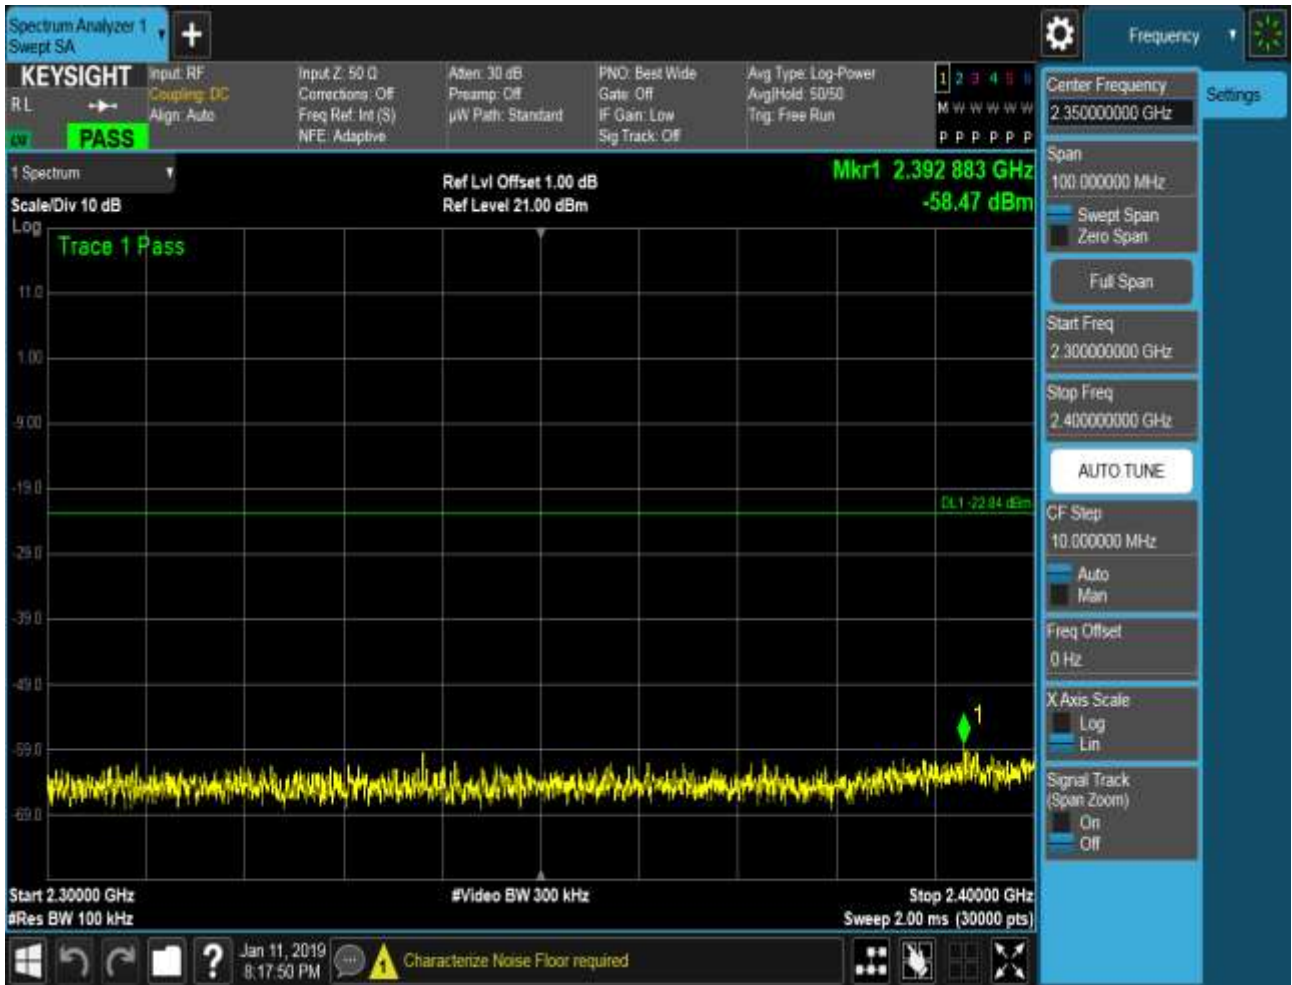 Spectrum Analyzer 1
Swept SA
Frequency
KEYSIGHT
Input: RF
Coupling: DC
Align: Auto
Input Z: 50 Ω
Corrections: Off
Freq Ref: Int (S)
NFE: Adaptive
Atten: 30 dB
Preamp: Off
µW Path: Standard
PNO: Best Wide
Gate: Off
IF Gain: Low
Sig Track: Off
Avg Type: Log-Power
Avg|Hold: 50/50
Trig: Free Run
1 2 3 4 5 6
M W W W W W
P P P P P P
R L
PASS
1 Spectrum
Scale/Div 10 dB
Log
Ref Lvl Offset 1.00 dB
Ref Level 21.00 dBm
Mkr1 2.392 883 GHz
-58.47 dBm
Trace 1 Pass
11.0
1.00
-9.00
-19.0
DL1 -22.84 dBm
-29.0
-39.0
-49.0
1
-59.0
-69.0
Start 2.30000 GHz
#Res BW 100 kHz
#Video BW 300 kHz
Stop 2.40000 GHz
Sweep 2.00 ms (30000 pts)
Center Frequency
2.350000000 GHz
Settings
Span
100.000000 MHz
Swept Span
Zero Span
Full Span
Start Freq
2.300000000 GHz
Stop Freq
2.400000000 GHz
AUTO TUNE
CF Step
10.000000 MHz
Auto
Man
Freq Offset
0 Hz
X Axis Scale
Log
Lin
Signal Track
(Span Zoom)
On
Off
?
Jan 11, 2019
8:17:50 PM
1
Characterize Noise Floor required